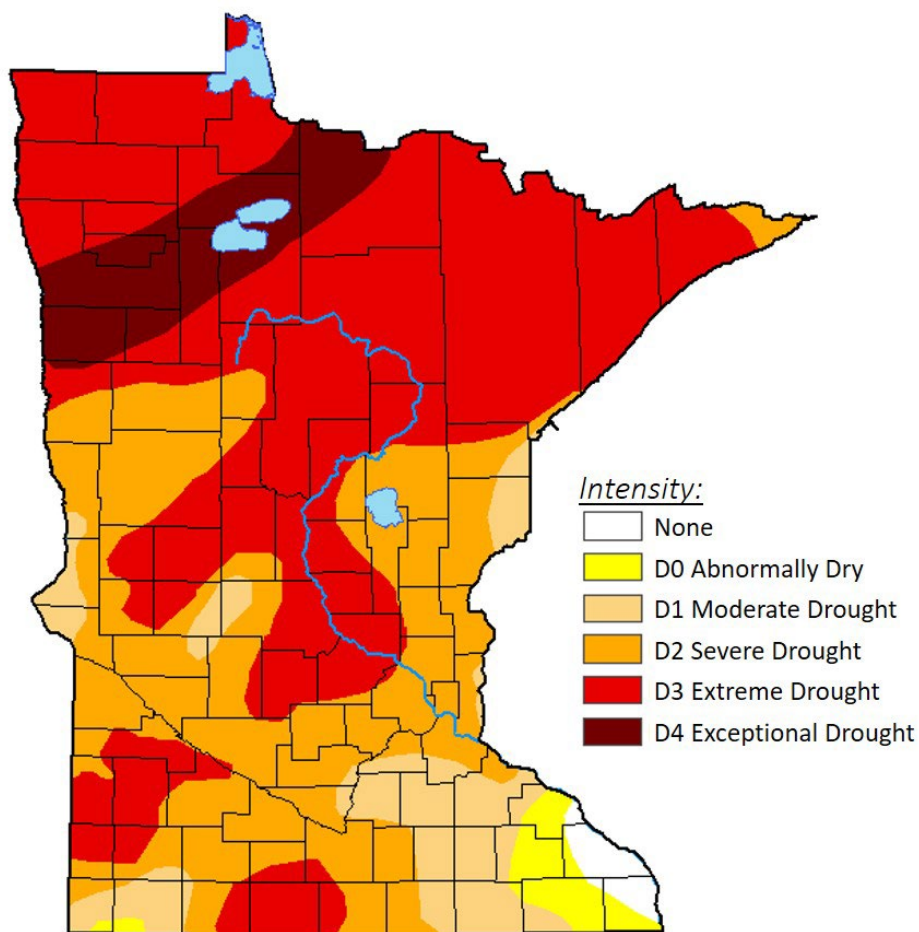 Intensity:
None
D0 Abnormally Dry
D1 Moderate Drought
D2 Severe Drought
D3 Extreme Drought
D4 Exceptional Drought